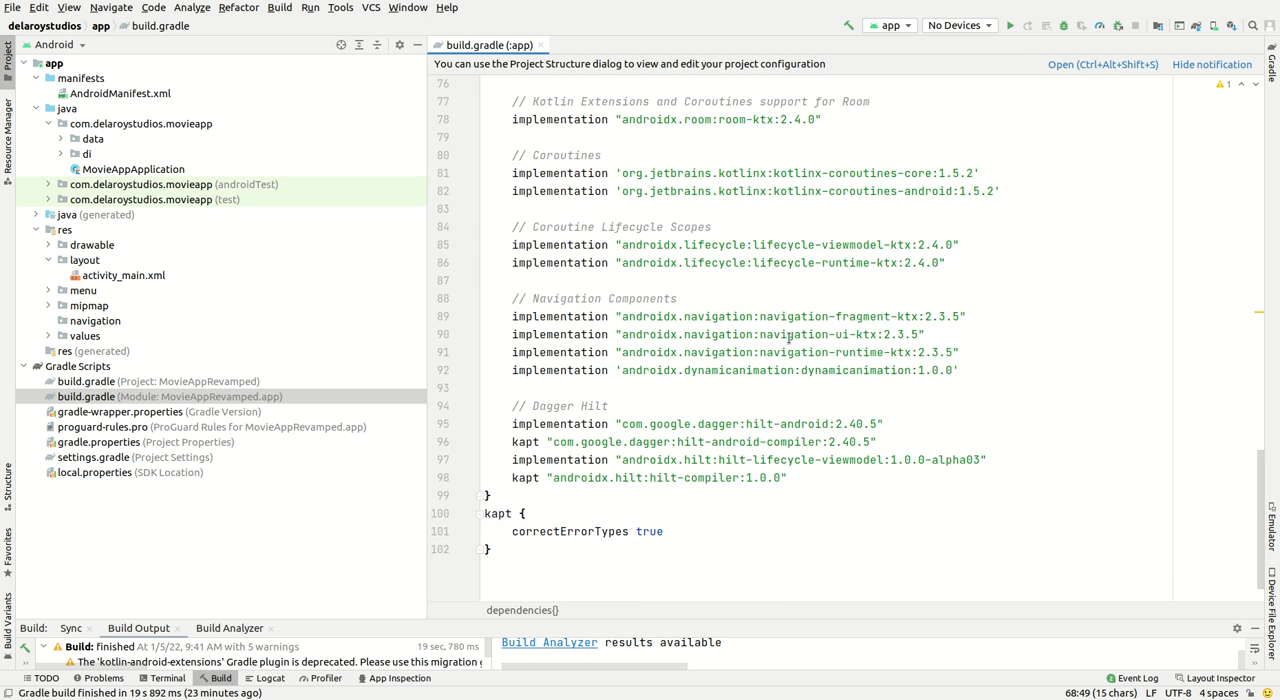 File Edit View Navigate Code Analyze Refactor Build Run Tools VCS Window Help
delaroystudios app build.gradle
app No Devices
Android
build.gradle (:app)
You can use the Project Structure dialog to view and edit your project configuration Open (Ctrl+Alt+Shift+S) Hide notification
Project
Resource Manager
Structure
Favorites
Build Variants
app
manifests
AndroidManifest.xml
java
com.delaroystudios.movieapp
data
di
MovieAppApplication
com.delaroystudios.movieapp (androidTest)
com.delaroystudios.movieapp (test)
java (generated)
res
drawable
layout
activity_main.xml
menu
mipmap
navigation
values
res (generated)
Gradle Scripts
build.gradle (Project: MovieAppRevamped)
build.gradle (Module: MovieAppRevamped.app)
gradle-wrapper.properties (Gradle Version)
proguard-rules.pro (ProGuard Rules for MovieAppRevamped.app)
gradle.properties (Project Properties)
settings.gradle (Project Settings)
local.properties (SDK Location)
1
76
77 // Kotlin Extensions and Coroutines support for Room
78 implementation "androidx.room:room-ktx:2.4.0"
79
80 // Coroutines
81 implementation 'org.jetbrains.kotlinx:kotlinx-coroutines-core:1.5.2'
82 implementation 'org.jetbrains.kotlinx:kotlinx-coroutines-android:1.5.2'
83
84 // Coroutine Lifecycle Scopes
85 implementation "androidx.lifecycle:lifecycle-viewmodel-ktx:2.4.0"
86 implementation "androidx.lifecycle:lifecycle-runtime-ktx:2.4.0"
87
88 // Navigation Components
89 implementation "androidx.navigation:navigation-fragment-ktx:2.3.5"
90 implementation "androidx.navigation:navigation-ui-ktx:2.3.5"
91 implementation "androidx.navigation:navigation-runtime-ktx:2.3.5"
92 implementation 'androidx.dynamicanimation:dynamicanimation:1.0.0'
93
94 // Dagger Hilt
95 implementation "com.google.dagger:hilt-android:2.40.5"
96 kapt "com.google.dagger:hilt-android-compiler:2.40.5"
97 implementation "androidx.hilt:hilt-lifecycle-viewmodel:1.0.0-alpha03"
98 kapt "androidx.hilt:hilt-compiler:1.0.0"
99 }
100 kapt {
101 correctErrorTypes true
102 }
dependencies{}
Gradle
Emulator
Device File Explorer
Build: Sync Build Output Build Analyzer
Build: finished At 1/5/22, 9:41 AM with 5 warnings 19 sec, 780 ms
The 'kotlin-android-extensions' Gradle plugin is deprecated. Please use this migration g
Build Analyzer results available
TODO Problems Terminal Build Logcat Profiler App Inspection Event Log Layout Inspector
Gradle build finished in 19 s 892 ms (23 minutes ago) 68:49 (15 chars) LF UTF-8 4 spaces